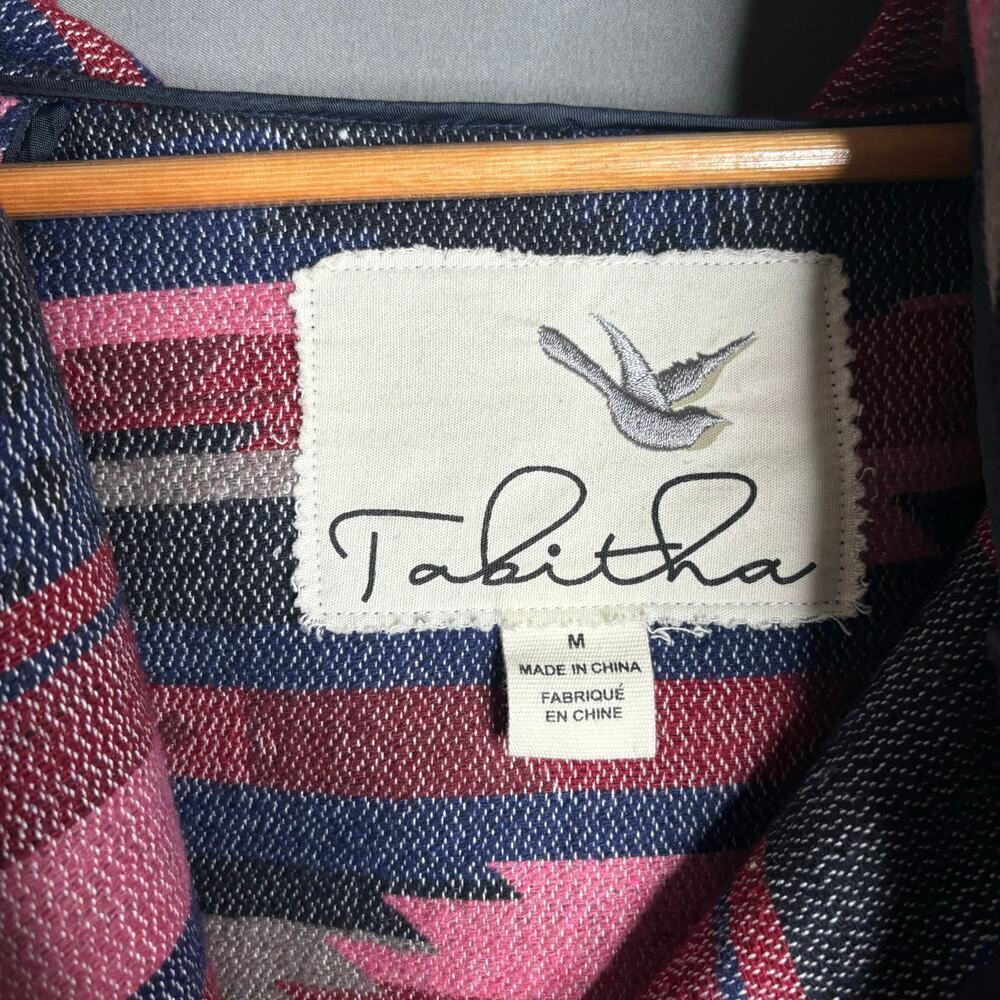 Tabitha
M
MADE IN CHINA
FABRIQUÉ
EN CHINE